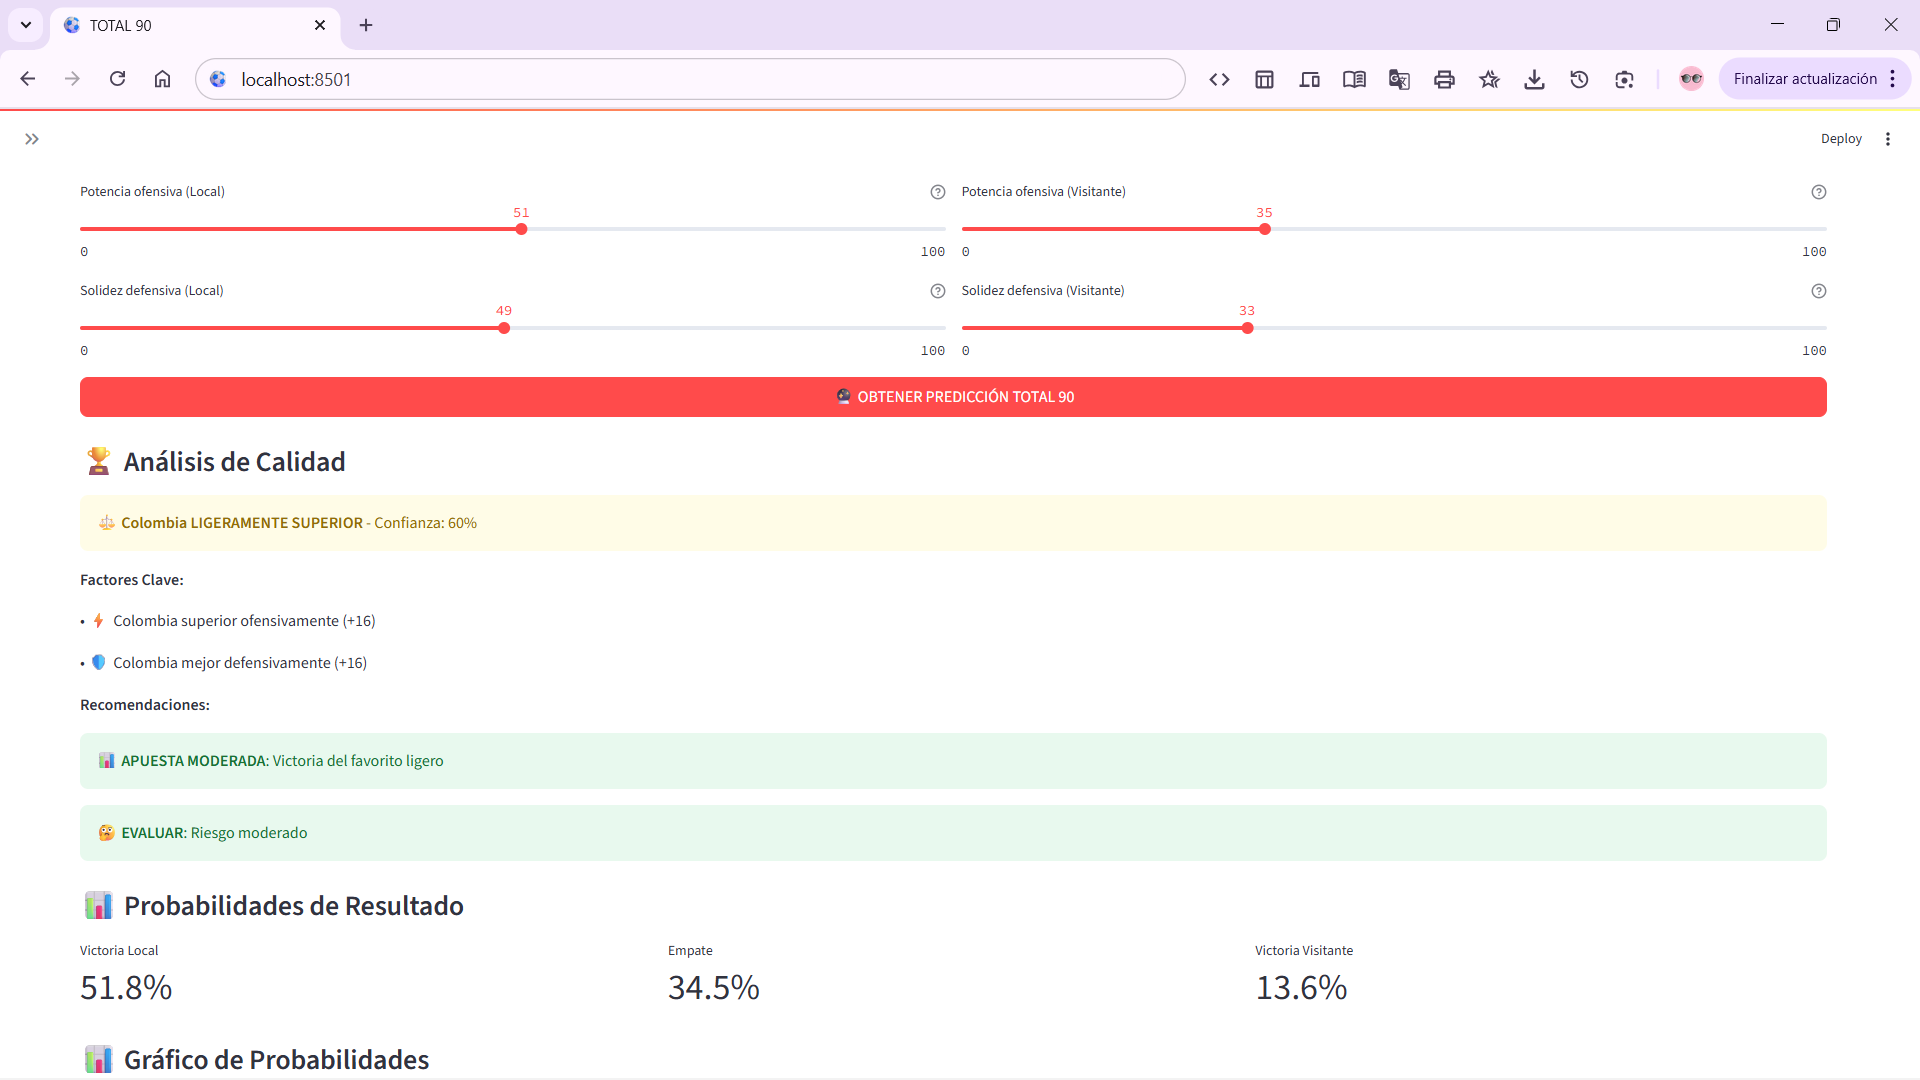 TOTAL 90
localhost:8501
Finalizar actualización
Deploy
Potencia ofensiva (Local)
51
0 100
Potencia ofensiva (Visitante)
35
0 100
Solidez defensiva (Local)
49
0 100
Solidez defensiva (Visitante)
33
0 100
OBTENER PREDICCIÓN TOTAL 90
Análisis de Calidad
Colombia LIGERAMENTE SUPERIOR - Confianza: 60%
Factores Clave:
• Colombia superior ofensivamente (+16)
• Colombia mejor defensivamente (+16)
Recomendaciones:
APUESTA MODERADA: Victoria del favorito ligero
EVALUAR: Riesgo moderado
Probabilidades de Resultado
Victoria Local
51.8%
Empate
34.5%
Victoria Visitante
13.6%
Gráfico de Probabilidades